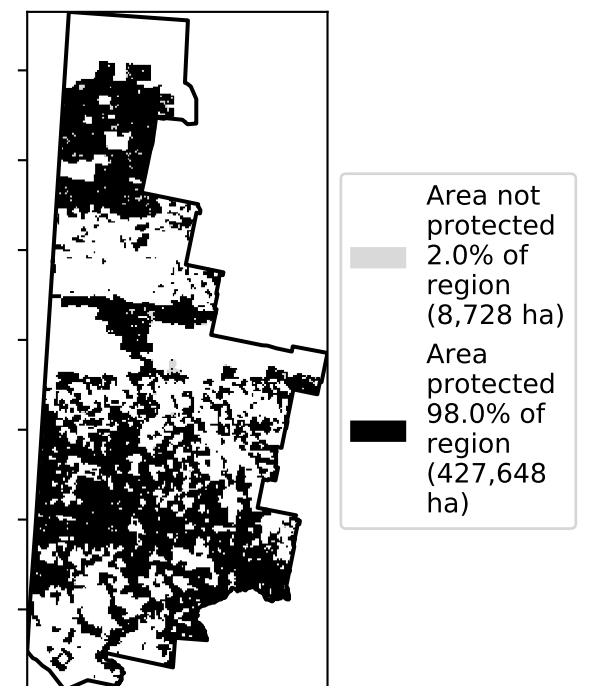 Area not
protected
2.0% of
region
(8,728 ha)
Area
protected
98.0% of
region
(427,648
ha)